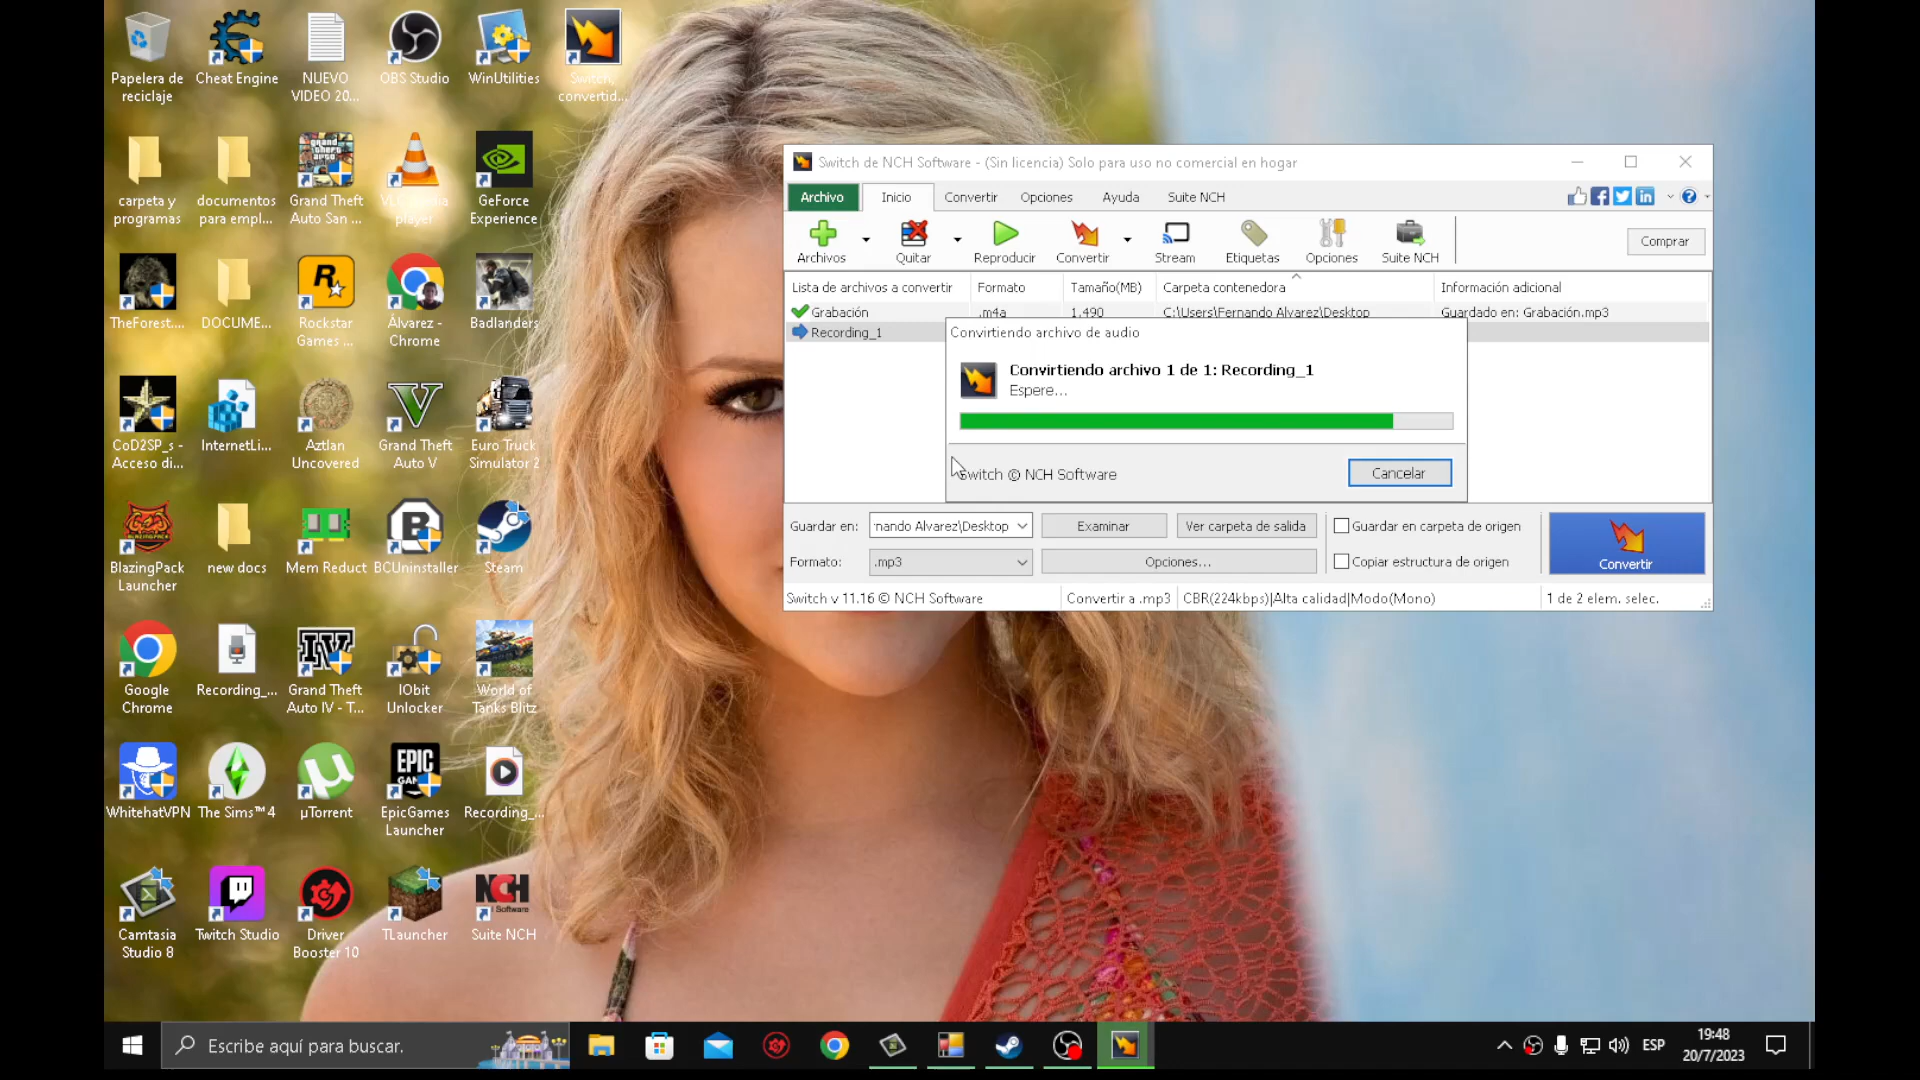 Papelera de
reciclaje
Cheat Engine
NUEVO
VIDEO 20...
OBS Studio
WinUtilities
Switch,
convertid...
carpeta y
programas
documentos
para empl...
Grand Theft
Auto San ...
VLC media
player
GeForce
Experience
TheForest....
DOCUME...
Rockstar
Games ...
Álvarez -
Chrome
Badlanders
CoD2SP_s -
Acceso di...
InternetLi...
Aztlan
Uncovered
Grand Theft
Auto V
Euro Truck
Simulator 2
BlazingPack
Launcher
new docs
Mem Reduct
BCUninstaller
Steam
Google
Chrome
Recording_...
Grand Theft
Auto IV - T...
IObit
Unlocker
World of
Tanks Blitz
WhitehatVPN
The Sims™ 4
µTorrent
EPIC
EpicGames
Launcher
Recording_...
Camtasia
Studio 8
Twitch Studio
Driver
Booster 10
TLauncher
NCH
Software
Suite NCH
Switch de NCH Software - (Sin licencia) Solo para uso no comercial en hogar
Archivo
Inicio
Convertir
Opciones
Ayuda
Suite NCH
Archivos
Quitar
Reproducir
Convertir
Stream
Etiquetas
Opciones
Suite NCH
Comprar
Lista de archivos a convertir
Formato
Tamaño(MB)
Carpeta contenedora
Información adicional
Grabación
.m4a
1.490
C:\Users\Fernando Alvarez\Desktop
Guardado en: Grabación.mp3
Recording_1
Convirtiendo archivo de audio
Convirtiendo archivo 1 de 1: Recording_1
Espere...
Switch © NCH Software
Cancelar
Guardar en:
rnando Alvarez\Desktop
Examinar
Ver carpeta de salida
Guardar en carpeta de origen
Formato:
.mp3
Opciones...
Copiar estructura de origen
Convertir
Switch v 11.16 © NCH Software
Convertir a .mp3
CBR(224kbps)|Alta calidad|Modo(Mono)
1 de 2 elem. selec.
Escribe aquí para buscar.
ESP
19:48
20/7/2023